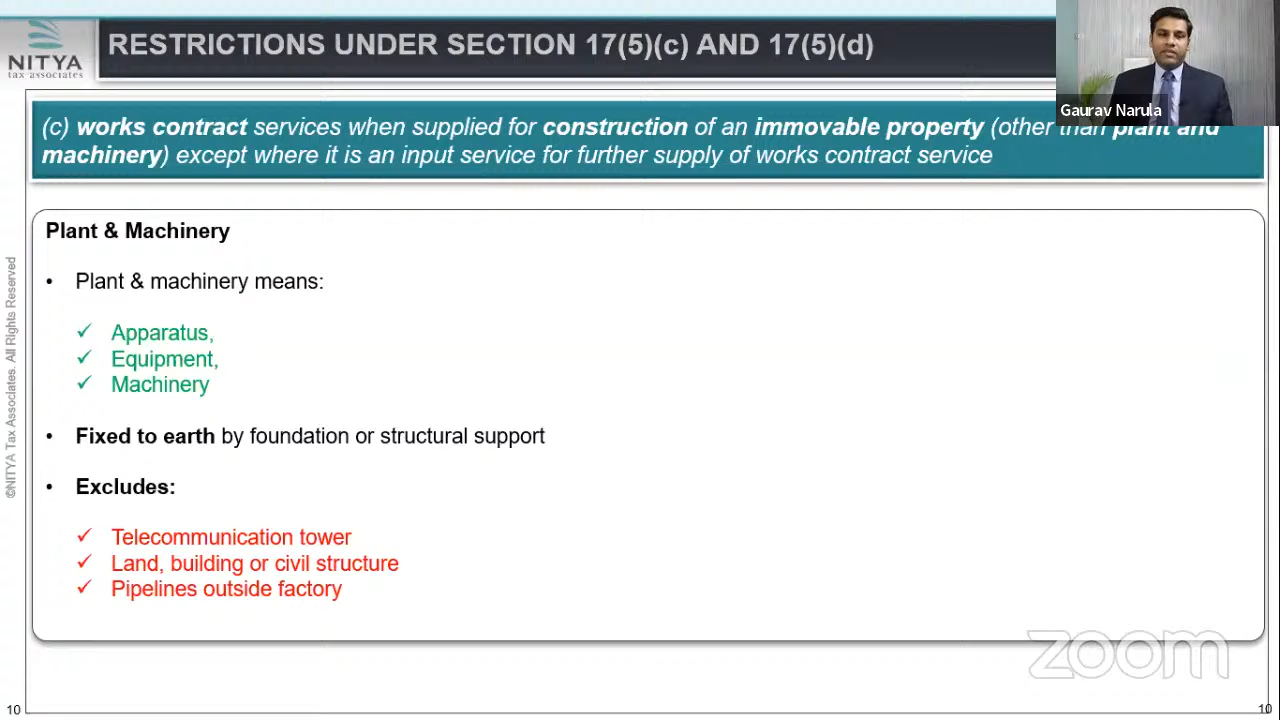 NITYA
tax associates
RESTRICTIONS UNDER SECTION 17(5)(c) AND 17(5)(d)
Gaurav Narula
(c) works contract services when supplied for construction of an immovable property (other than plant and
machinery) except where it is an input service for further supply of works contract service
Plant & Machinery
• Plant & machinery means:
✓ Apparatus,
✓ Equipment,
✓ Machinery
• Fixed to earth by foundation or structural support
• Excludes:
✓ Telecommunication tower
✓ Land, building or civil structure
✓ Pipelines outside factory
©NITYA Tax Associates. All Rights Reserved
zoom
10
10